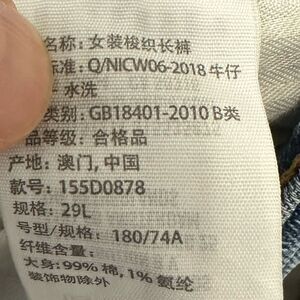 名称: 女装梭织长裤
标准: Q/NICW06-2018 牛仔
水洗
类别: GB18401-2010 B类
品等级: 合格品
产地: 澳门, 中国
款号: 155D0878
规格: 29L
号型/规格: 180/74A
纤维含量:
大身: 99% 棉, 1% 氨纶
装饰物除外